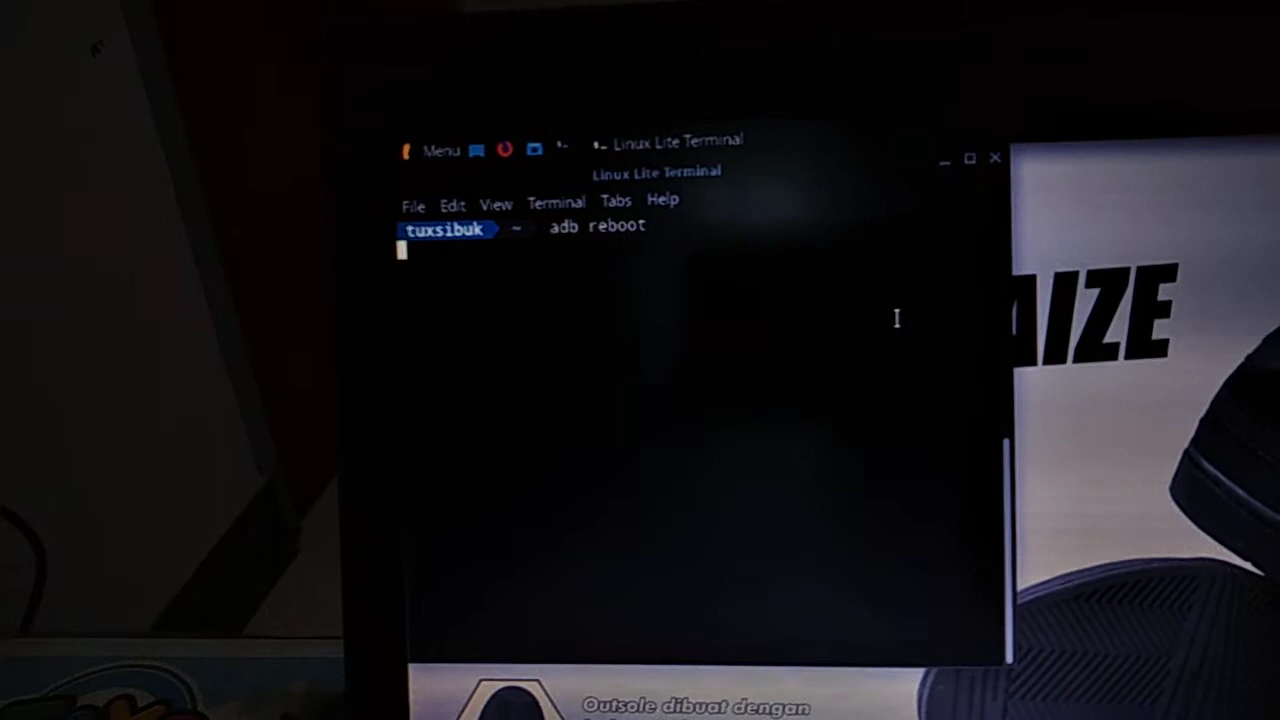 Menu
Linux Lite Terminal
Linux Lite Terminal
File Edit View Terminal Tabs Help
tuxsibuk ~ adb reboot
AIZE
Outsole dibuat dengan